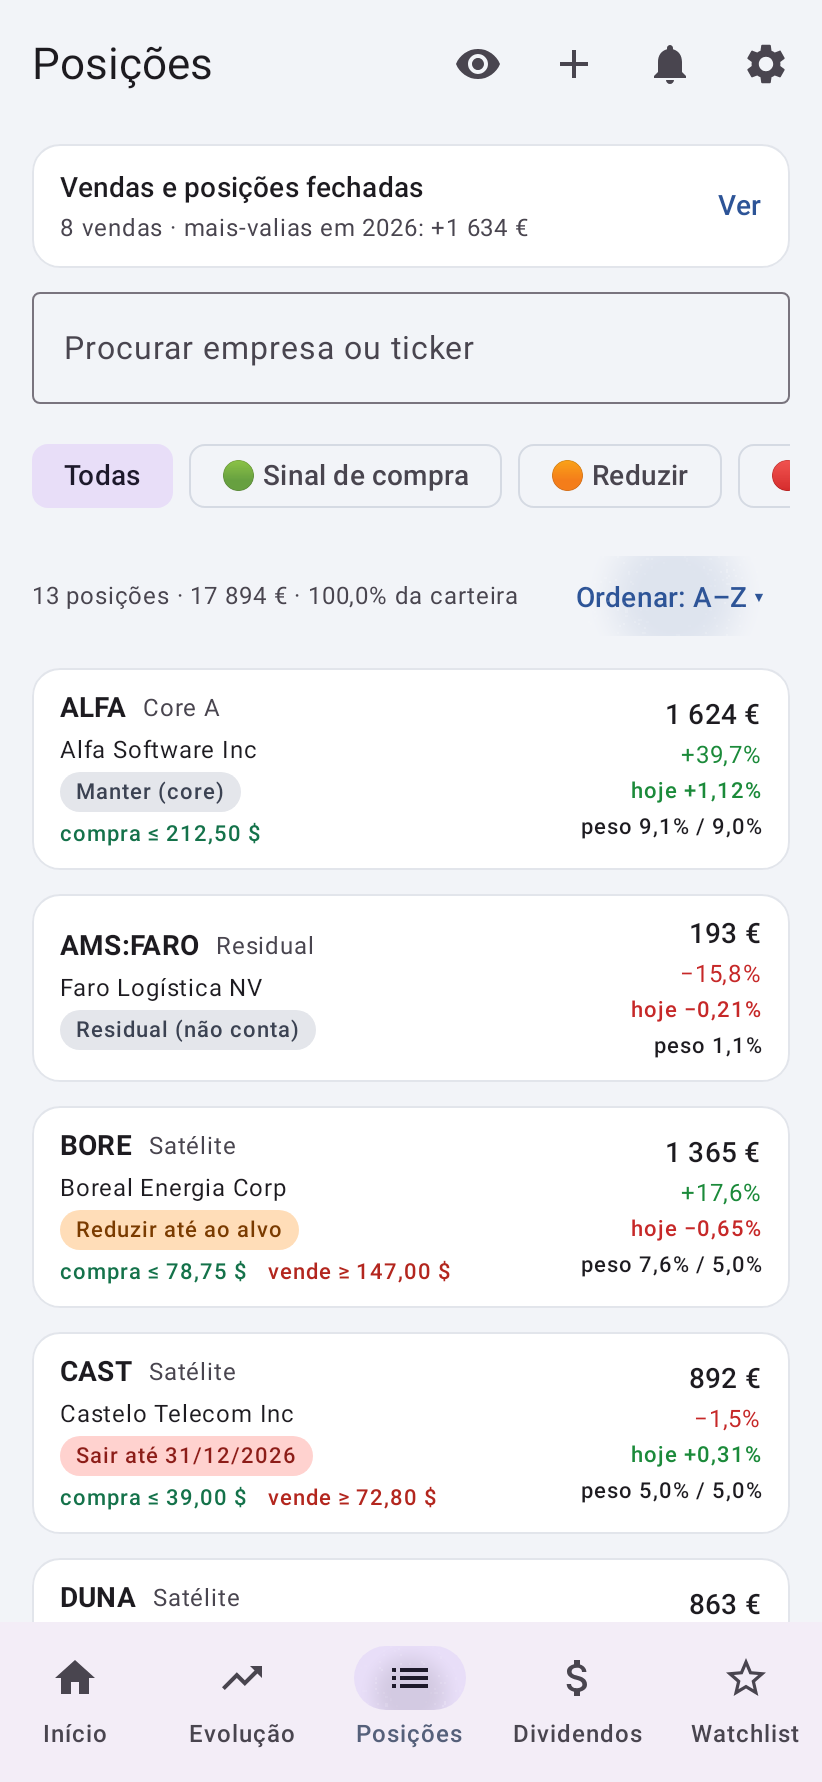 Posições
Vendas e posições fechadas
8 vendas · mais-valias em 2026: +1 634 €
Ver
Procurar empresa ou ticker
Todas
Sinal de compra
Reduzir
13 posições · 17 894 € · 100,0% da carteira
Ordenar: A–Z ▾
ALFA Core A
Alfa Software Inc
Manter (core)
compra ≤ 212,50 $
1 624 €
+39,7%
hoje +1,12%
peso 9,1% / 9,0%
AMS:FARO Residual
Faro Logística NV
Residual (não conta)
193 €
−15,8%
hoje −0,21%
peso 1,1%
BORE Satélite
Boreal Energia Corp
Reduzir até ao alvo
compra ≤ 78,75 $ vende ≥ 147,00 $
1 365 €
+17,6%
hoje −0,65%
peso 7,6% / 5,0%
CAST Satélite
Castelo Telecom Inc
Sair até 31/12/2026
compra ≤ 39,00 $ vende ≥ 72,80 $
892 €
−1,5%
hoje +0,31%
peso 5,0% / 5,0%
DUNA Satélite
863 €
Início
Evolução
Posições
Dividendos
Watchlist